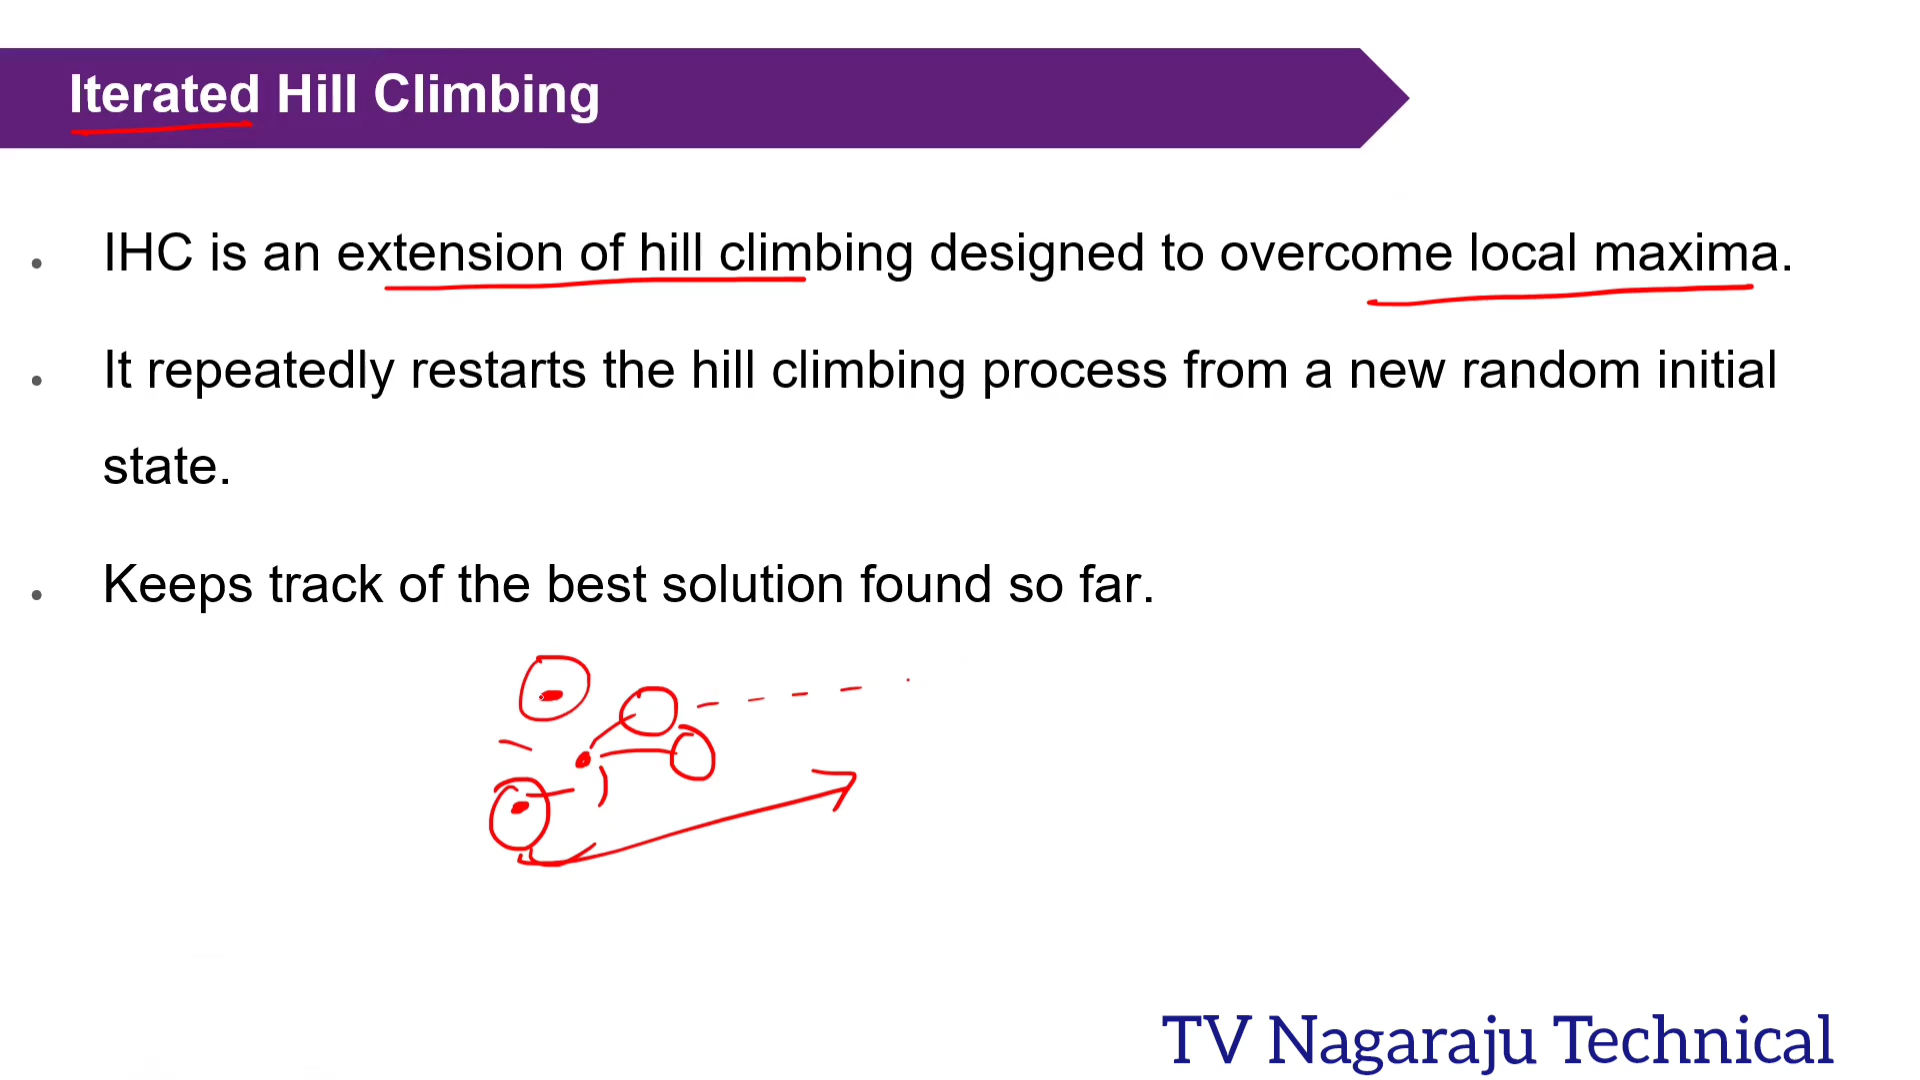 Iterated Hill Climbing
IHC is an extension of hill climbing designed to overcome local maxima.
It repeatedly restarts the hill climbing process from a new random initial
state.
Keeps track of the best solution found so far.
TV Nagaraju Technical